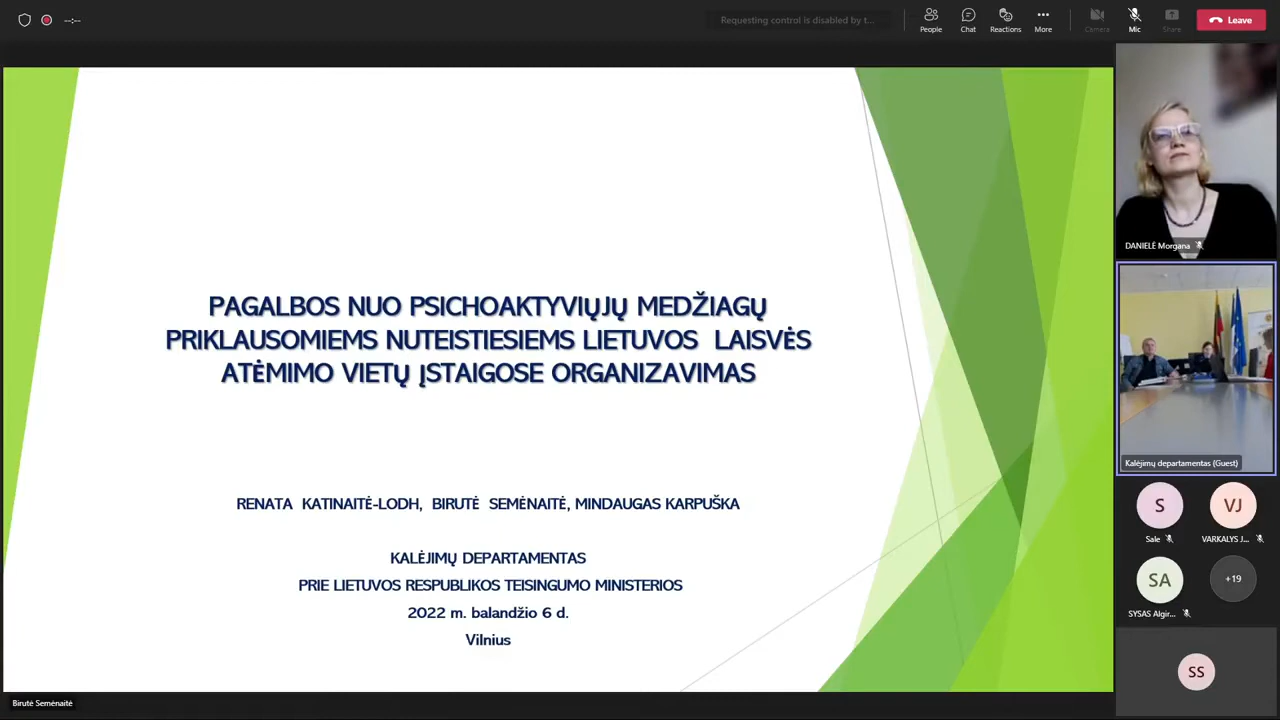 --:--
Requesting control is disabled by t...
People
Chat
Reactions
More
Camera
Mic
Share
Leave
PAGALBOS NUO PSICHOAKTYVIŲJŲ MEDŽIAGŲ
PRIKLAUSOMIEMS NUTEISTIESIEMS LIETUVOS LAISVĖS
ATĖMIMO VIETŲ ĮSTAIGOSE ORGANIZAVIMAS
RENATA KATINAITĖ-LODH, BIRUTĖ SEMĖNAITĖ, MINDAUGAS KARPUŠKA
KALĖJIMŲ DEPARTAMENTAS
PRIE LIETUVOS RESPUBLIKOS TEISINGUMO MINISTERIOS
2022 m. balandžio 6 d.
Vilnius
Birutė Semėnaitė
DANIELĖ Morgana
Kalėjimų departamentas (Guest)
S
VJ
Sale
VARKALYS J...
SA
+19
SYSAS Algir...
SS